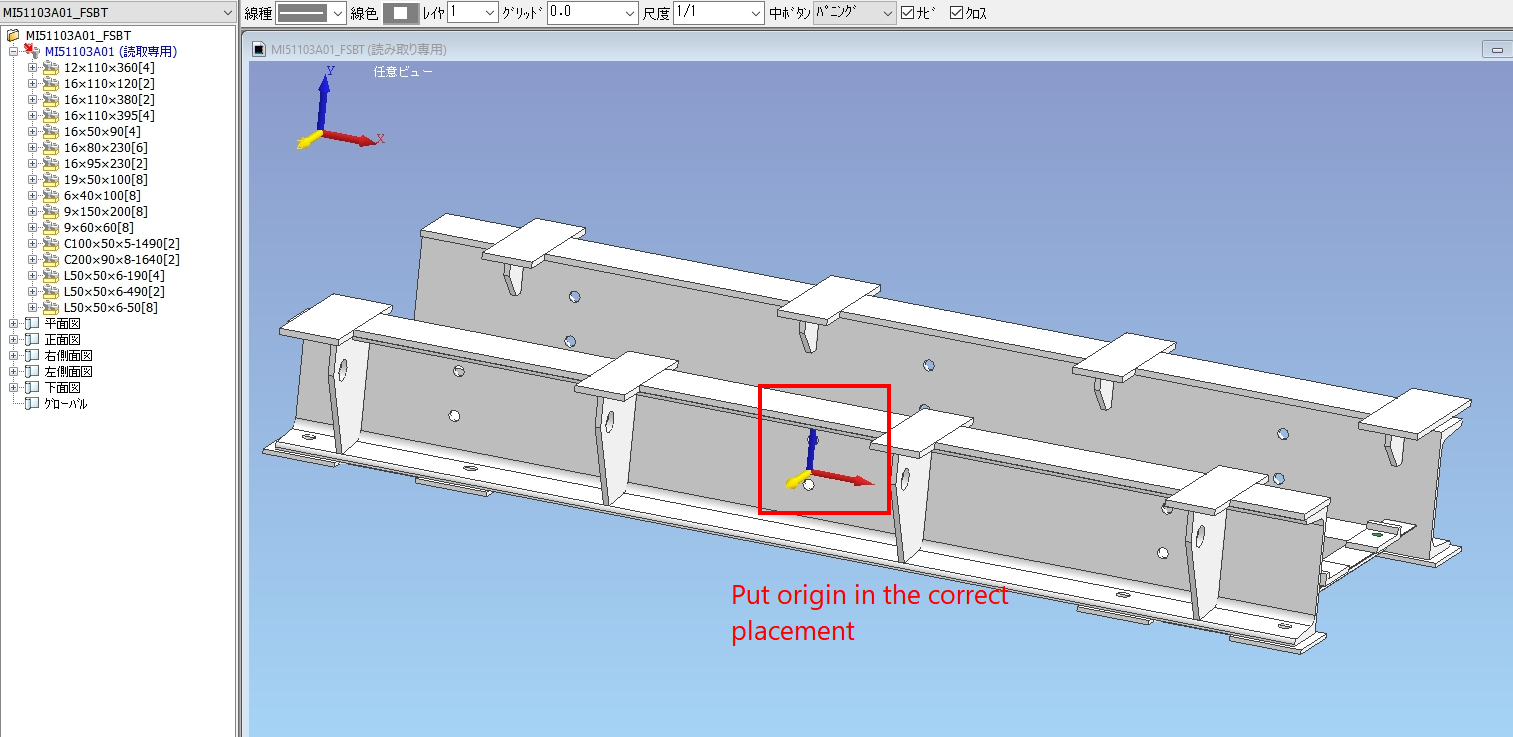 MI51103A01_FSBT
線種
線色
レイヤ 1
グリッド 0.0
尺度 1/1
中ボタン パニング
ナビ
クロス
MI51103A01_FSBT
MI51103A01 (読取専用)
12×110×360[4]
16×110×120[2]
16×110×380[2]
16×110×395[4]
16×50×90[4]
16×80×230[6]
16×95×230[2]
19×50×100[8]
6×40×100[8]
9×150×200[8]
9×60×60[8]
C100×50×5-1490[2]
C200×90×8-1640[2]
L50×50×6-190[4]
L50×50×6-490[2]
L50×50×6-50[8]
平面図
正面図
右側面図
左側面図
下面図
グローバル
MI51103A01_FSBT (読み取り専用)
任意ビュー
Y
X
Put origin in the correct
placement